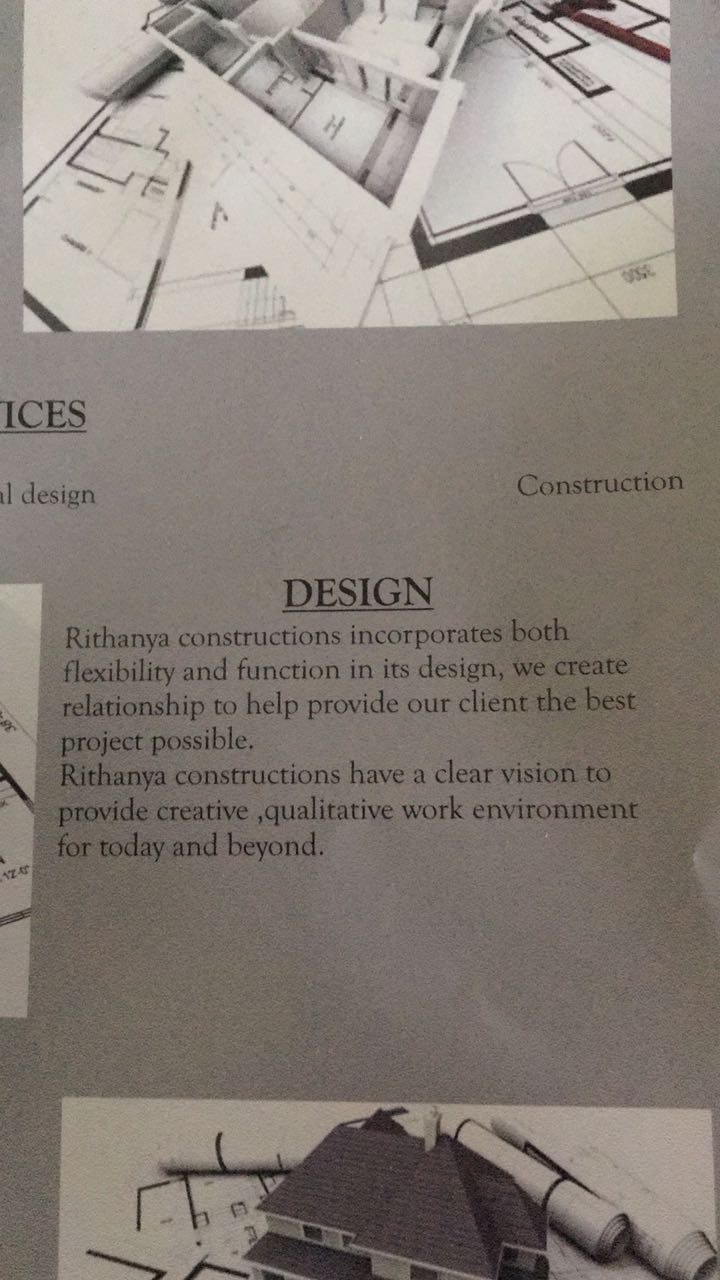 VICES
al design
Construction
DESIGN
Rithanya constructions incorporates both
flexibility and function in its design, we create
relationship to help provide our client the best
project possible.
Rithanya constructions have a clear vision to
provide creative ,qualitative work environment
for today and beyond.